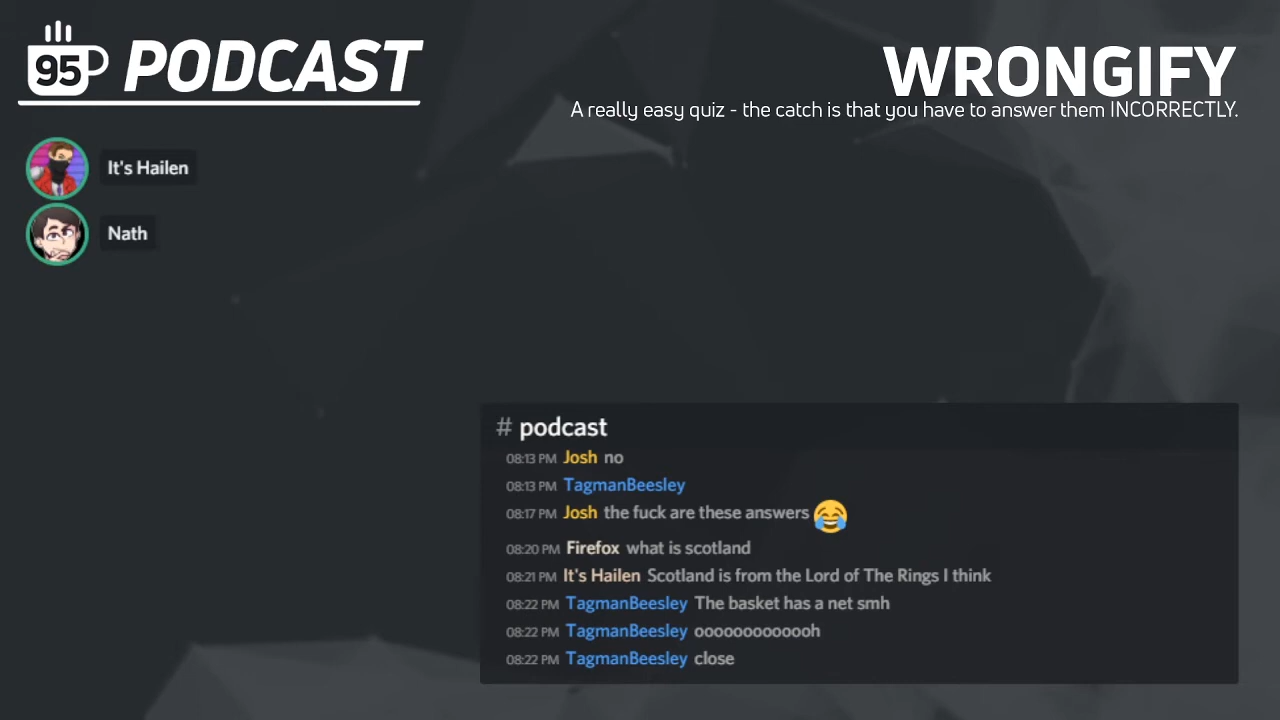 95 PODCAST
WRONGIFY
A really easy quiz - the catch is that you have to answer them INCORRECTLY.
It's Hailen
Nath
# podcast
08:13 PM Josh no
08:13 PM TagmanBeesley
08:17 PM Josh the fuck are these answers 😂
08:20 PM Firefox what is scotland
08:21 PM It's Hailen Scotland is from the Lord of The Rings I think
08:22 PM TagmanBeesley The basket has a net smh
08:22 PM TagmanBeesley ooooooooooooh
08:22 PM TagmanBeesley close